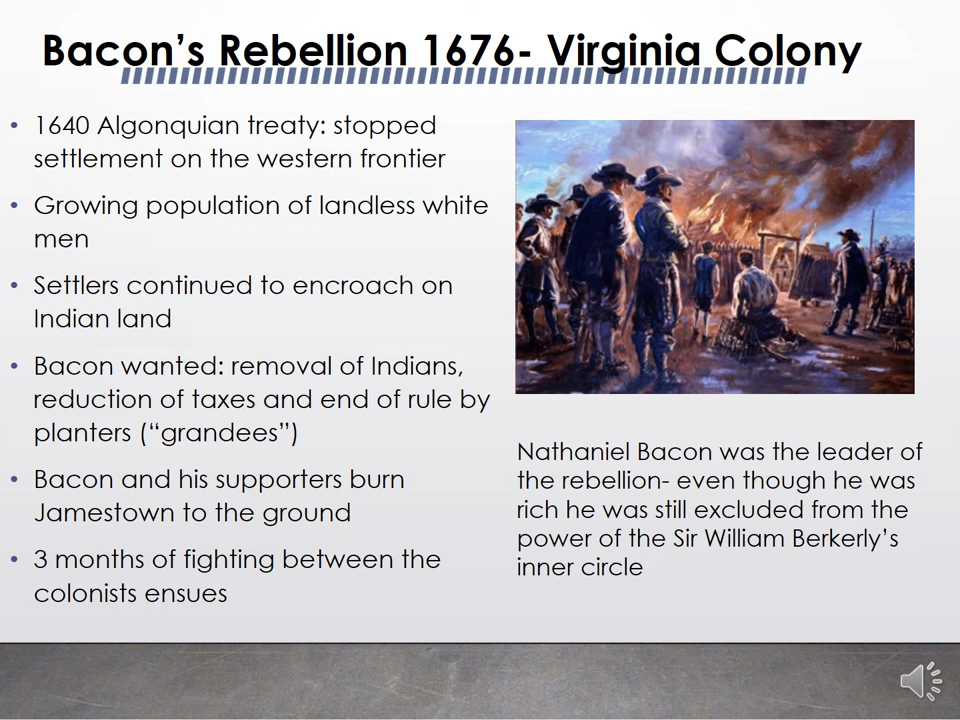 Bacon's Rebellion 1676- Virginia Colony
• 1640 Algonquian treaty: stopped
settlement on the western frontier
• Growing population of landless white
men
• Settlers continued to encroach on
Indian land
• Bacon wanted: removal of Indians,
reduction of taxes and end of rule by
planters (“grandees”)
• Bacon and his supporters burn
Jamestown to the ground
• 3 months of fighting between the
colonists ensues
Nathaniel Bacon was the leader of
the rebellion- even though he was
rich he was still excluded from the
power of the Sir William Berkerly’s
inner circle